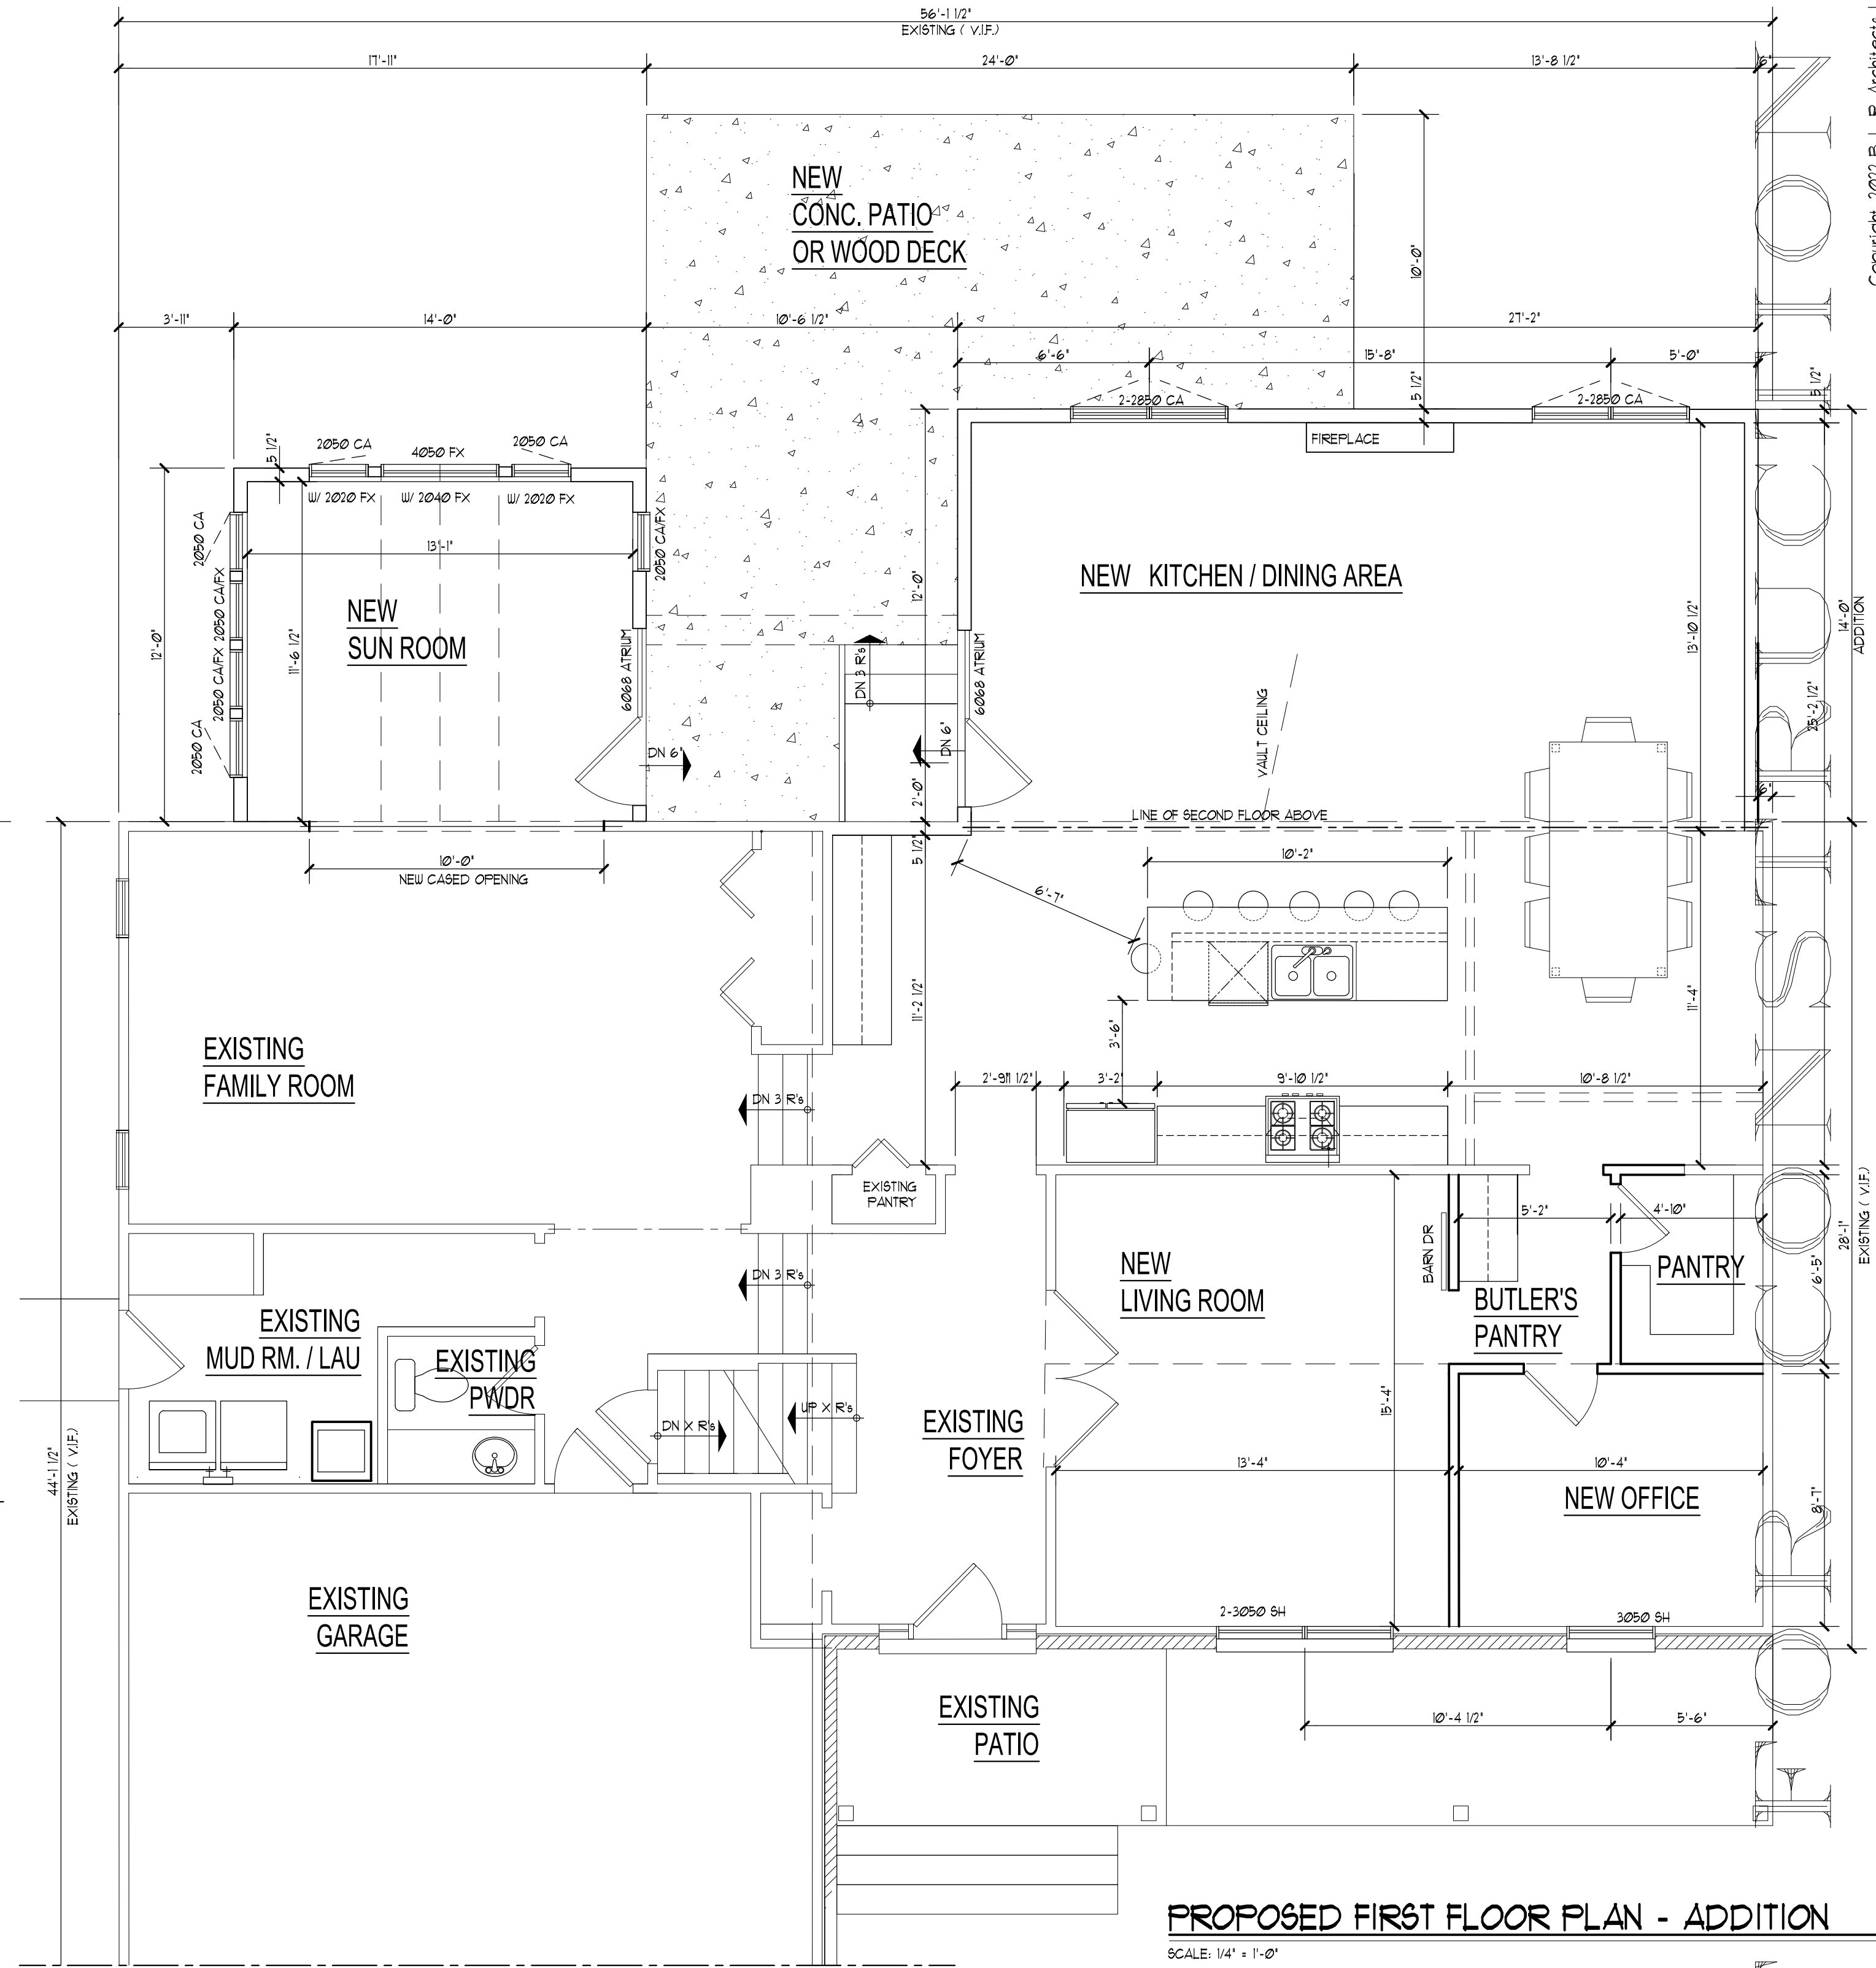 56'-1 1/2"
EXISTING ( V.I.F.)
17'-11"
24'-0"
13'-8 1/2"
6"
Copyright 2022 B. L. B. Architects
NEW
CONC. PATIO
OR WOOD DECK
10'-0"
3'-11"
14'-0"
10'-6 1/2"
27'-2"
6'-6"
15'-8"
5'-0"
5 1/2"
5 1/2"
2-2850 CA
2-2850 CA
FIREPLACE
5 1/2"
2050 CA
4050 FX
2050 CA
W/ 2020 FX
W/ 2040 FX
W/ 2020 FX
2050 CA
2050 CA/FX
2050 CA/FX
2050 CA
12'-0"
11'-6 1/2"
13'-1"
NEW
SUN ROOM
2050 CA/FX
6068 ATRIUM
DN 6"
12'-0"
DN 3 R's
6068 ATRIUM
DN 6"
2'-0"
NEW KITCHEN / DINING AREA
VAULT CEILING
13'-10 1/2"
14'-0"
ADDITION
25'-2 1/2"
6"
LINE OF SECOND FLOOR ABOVE
10'-0"
NEW CASED OPENING
5 1/2"
6'-7"
10'-2"
11'-2 1/2"
3'-6"
11'-4"
EXISTING
FAMILY ROOM
DN 3 R's
2'-911 1/2"
3'-2"
9'-10 1/2"
10'-8 1/2"
EXISTING
PANTRY
DN 3 R's
5'-2"
4'-10"
BARN DR
NEW
LIVING ROOM
BUTLER'S
PANTRY
PANTRY
6'-5"
28'-1"
EXISTING ( V.I.F.)
EXISTING
MUD RM. / LAU
EXISTING
PWDR
DN X R's
UP X R's
EXISTING
FOYER
15'-4"
13'-4"
10'-4"
NEW OFFICE
8'-7"
44'-1 1/2"
EXISTING ( V.I.F.)
EXISTING
GARAGE
2-3050 SH
3050 SH
EXISTING
PATIO
10'-4 1/2"
5'-6"
PROPOSED FIRST FLOOR PLAN - ADDITION
SCALE: 1/4" = 1'-0"